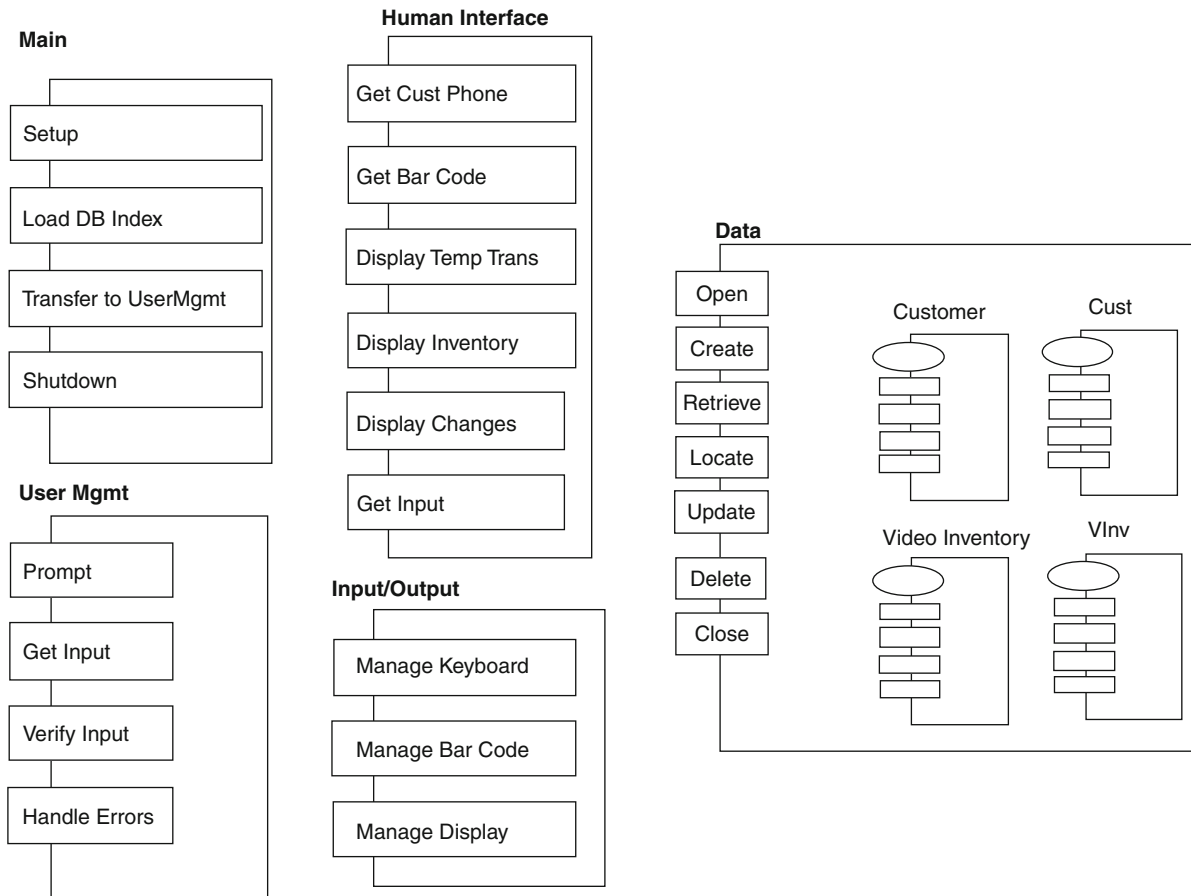 Main
Setup
Load DB Index
Transfer to UserMgmt
Shutdown
User Mgmt
Prompt
Get Input
Verify Input
Handle Errors
Human Interface
Get Cust Phone
Get Bar Code
Display Temp Trans
Display Inventory
Display Changes
Get Input
Input/Output
Manage Keyboard
Manage Bar Code
Manage Display
Data
Open
Create
Retrieve
Locate
Update
Delete
Close
Customer
Cust
Video Inventory
VInv